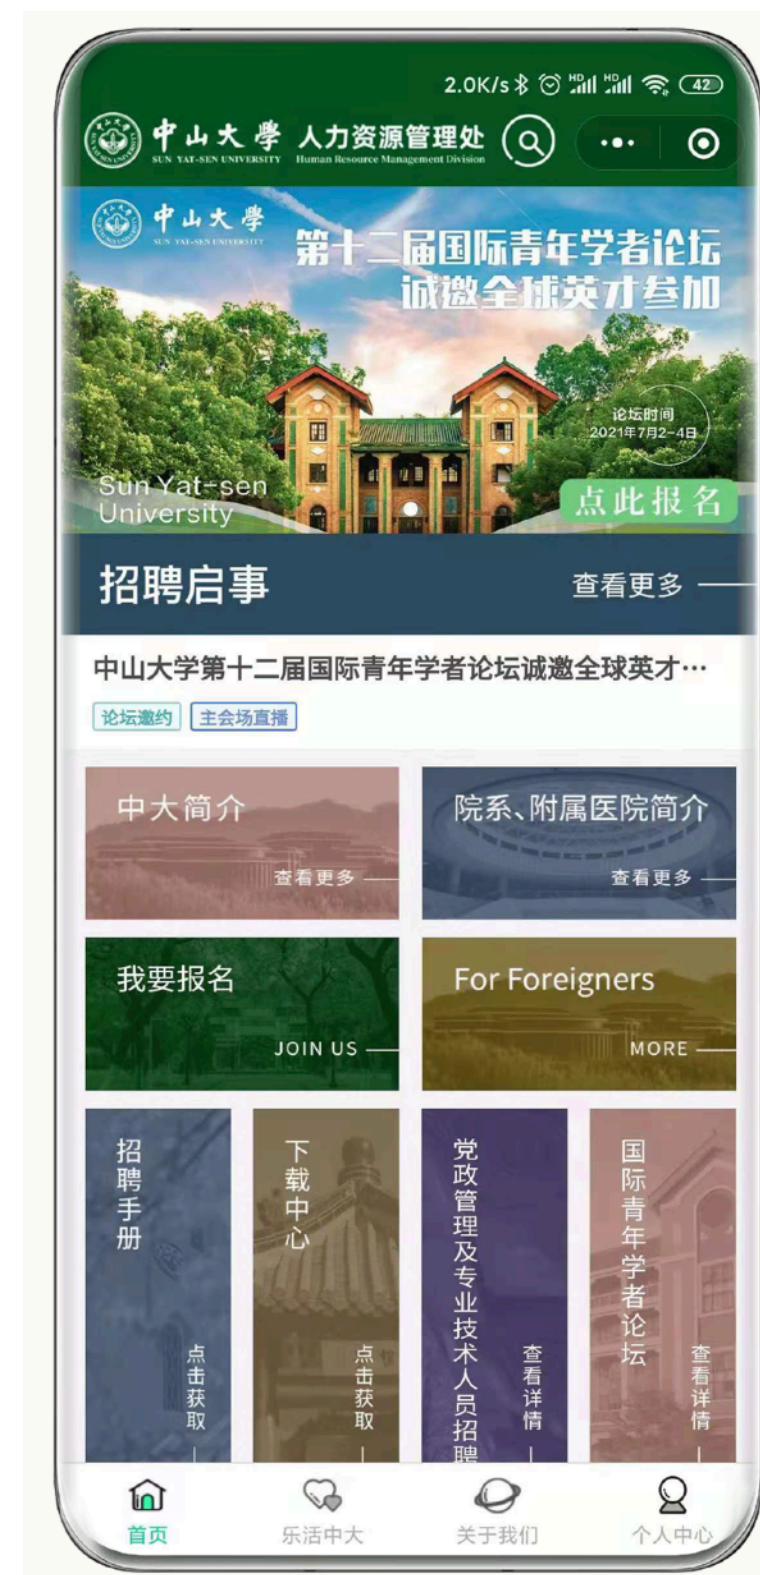 2.0K/s HD HD 42
中山大學 人力资源管理处
SUN YAT-SEN UNIVERSITY Human Resource Management Division
中山大學
SUN YAT-SEN UNIVERSITY
第十二届国际青年学者论坛
诚邀全球英才参加
论坛时间
2021年7月2-4日
Sun Yat-sen
University
点此报名
招聘启事
查看更多
中山大学第十二届国际青年学者论坛诚邀全球英才…
论坛邀约 主会场直播
中大简介
查看更多
院系、附属医院简介
查看更多
我要报名
JOIN US
For Foreigners
MORE
招聘手册
点击获取
下载中心
点击获取
党政管理及专业技术人员招聘
查看详情
国际青年学者论坛
查看详情
首页
乐活中大
关于我们
个人中心